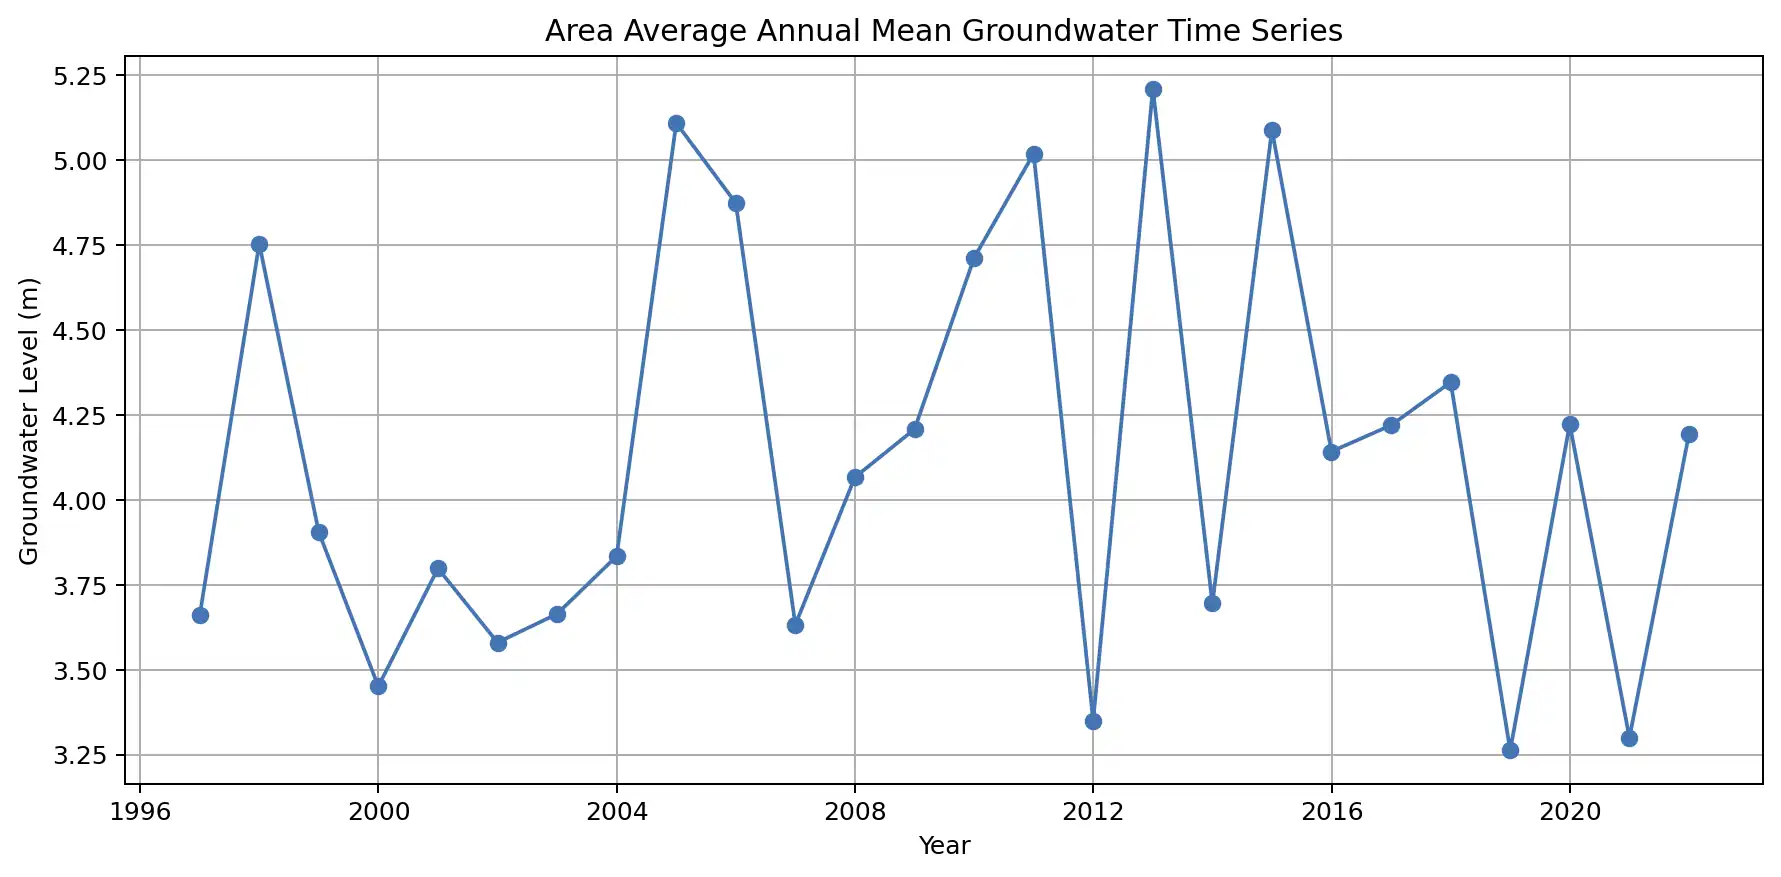 Area Average Annual Mean Groundwater Time Series
5.25
5.00
4.75
4.50
4.25
4.00
3.75
3.50
3.25
Groundwater Level (m)
1996 2000 2004 2008 2012 2016 2020
Year